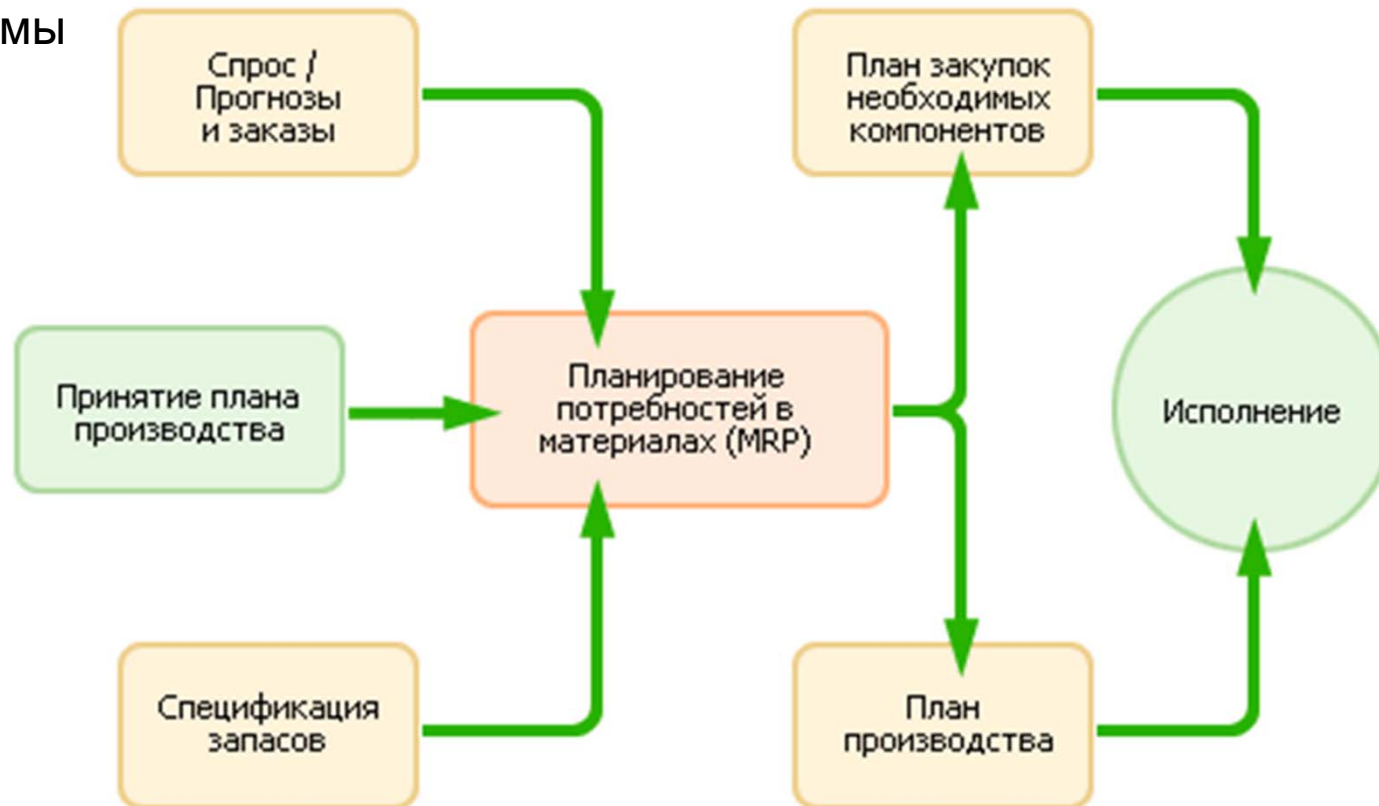 мы
Спрос /
Прогнозы
и заказы
План закупок
необходимых
компонентов
Принятие плана
производства
Планирование
потребностей в
материалах (MRP)
Исполнение
Спецификация
запасов
План
производства